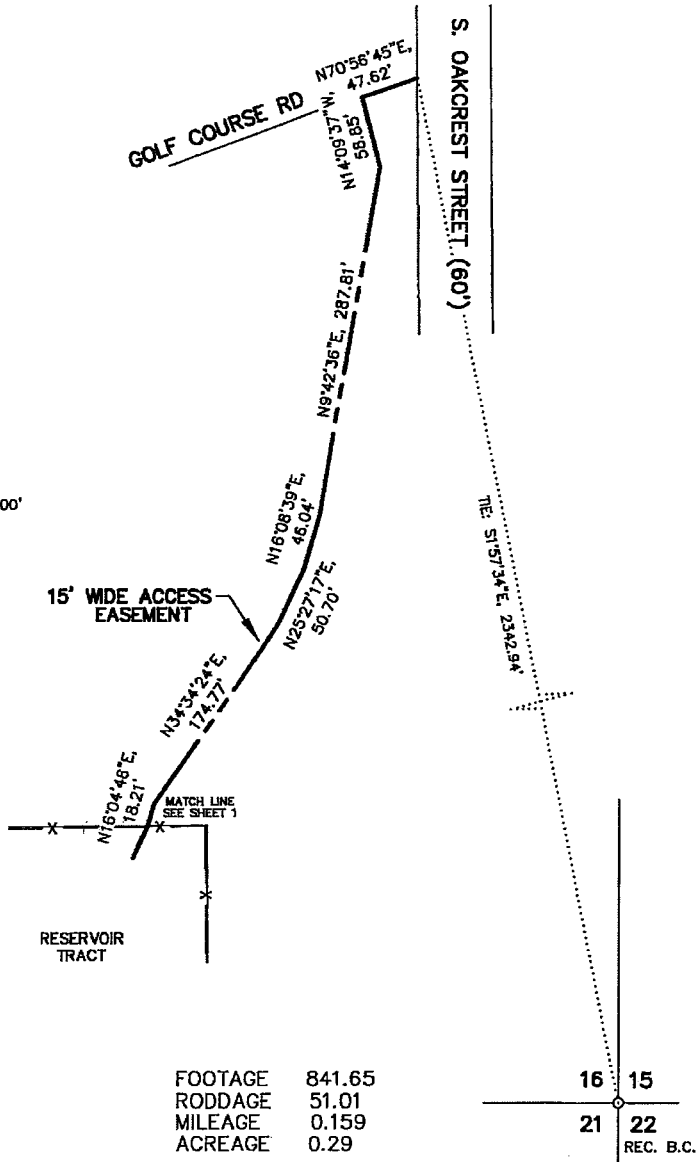 N70°56'45"E,
47.62'
S. OAKCREST STREET (60')
GOLF COURSE RD
N14°09'37"W,
58.85'
N9°42'36"E, 287.81'
N16°08'39"E,
46.04'
00'
TIE: S1°57'34"E, 2342.94'
15' WIDE ACCESS
EASEMENT
N25°27'17"E,
50.70'
N34°34'24"E,
174.77'
N16°04'48"E,
18.21'
MATCH LINE
SEE SHEET 1
RESERVOIR
TRACT
FOOTAGE 841.65
RODDAGE 51.01
MILEAGE 0.159
ACREAGE 0.29
16 15
21 22
REC. B.C.